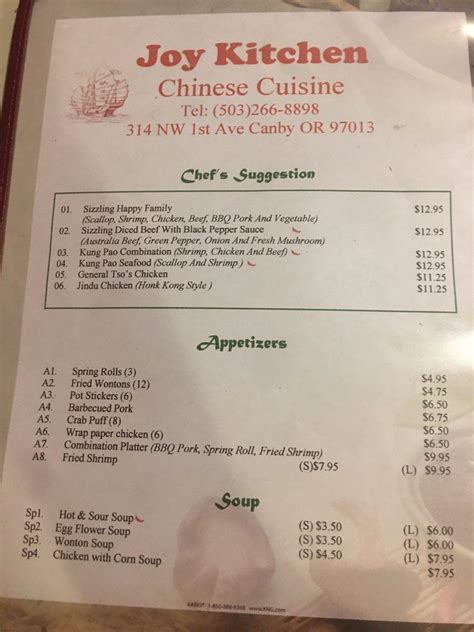 Joy Kitchen
Chinese Cuisine
Tel: (503)266-8898
314 NW 1st Ave Canby OR 97013
Chef's Suggestion
01. Sizzling Happy Family $12.95
(Scallop, Shrimp, Chicken, Beef, BBQ Pork And Vegetable)
02. Sizzling Diced Beef With Black Pepper Sauce $12.95
(Australia Beef, Green Pepper, Onion And Fresh Mushroom)
03. Kung Pao Combination (Shrimp, Chicken And Beef) $12.95
04. Kung Pao Seafood (Scallop And Shrimp ) $12.95
05. General Tso's Chicken $11.25
06. Jindu Chicken (Honk Kong Style ) $11.25
Appetizers
A1. Spring Rolls (3) $4.95
A2. Fried Wontons (12) $4.75
A3. Pot Stickers (6) $6.50
A4. Barbecued Pork $6.75
A5. Crab Puff (8) $6.50
A6. Wrap paper chicken (6) $6.95
A7. Combination Platter (BBQ Pork, Spring Roll, Fried Shrimp) $9.95
A8. Fried Shrimp (S)$7.95 (L) $9.95
Soup
Sp1. Hot & Sour Soup (S) $3.50 (L) $6.00
Sp2. Egg Flower Soup (S) $3.50 (L) $6.00
Sp3. Wonton Soup $7.95
Sp4. Chicken with Corn Soup $7.95